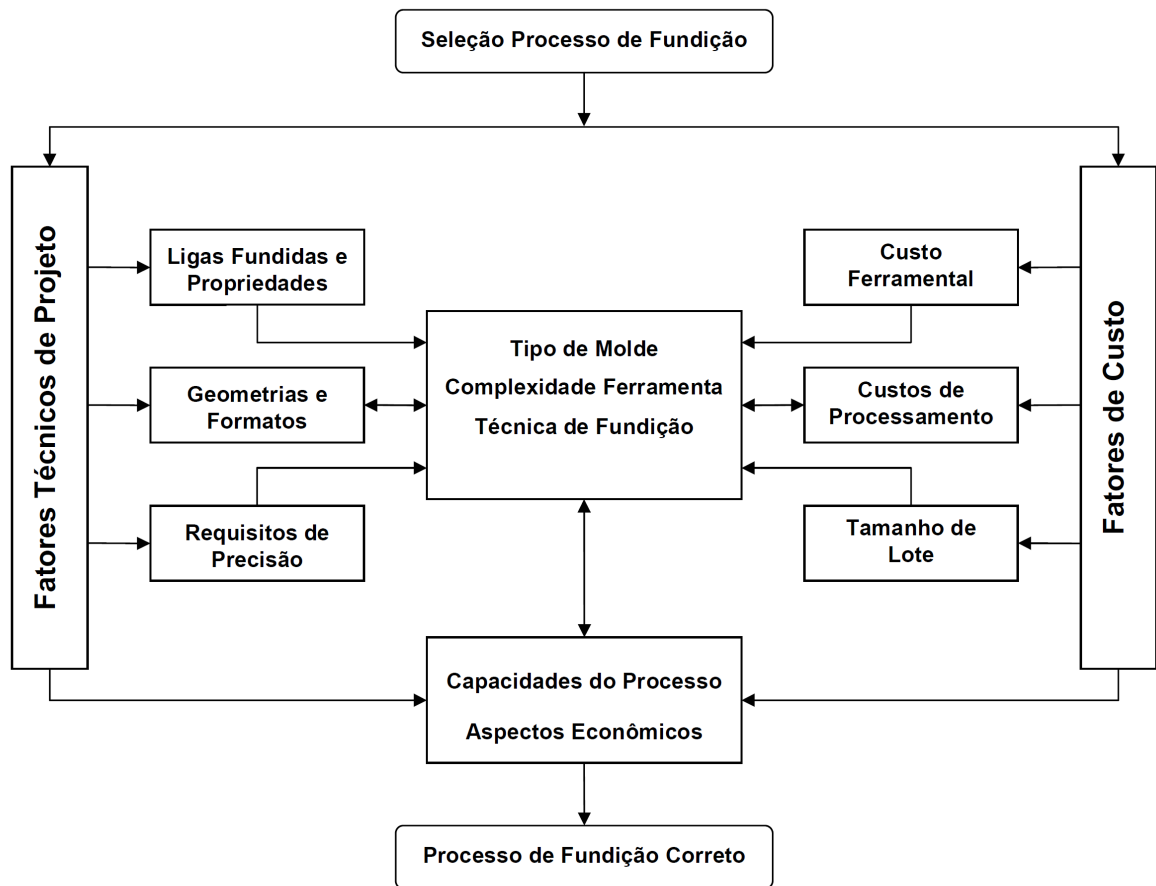 Seleção Processo de Fundição
Fatores Técnicos de Projeto
Ligas Fundidas e
Propriedades
Geometrias e
Formatos
Requisitos de
Precisão
Tipo de Molde
Complexidade Ferramenta
Técnica de Fundição
Custo
Ferramental
Custos de
Processamento
Tamanho de
Lote
Fatores de Custo
Capacidades do Processo
Aspectos Econômicos
Processo de Fundição Correto